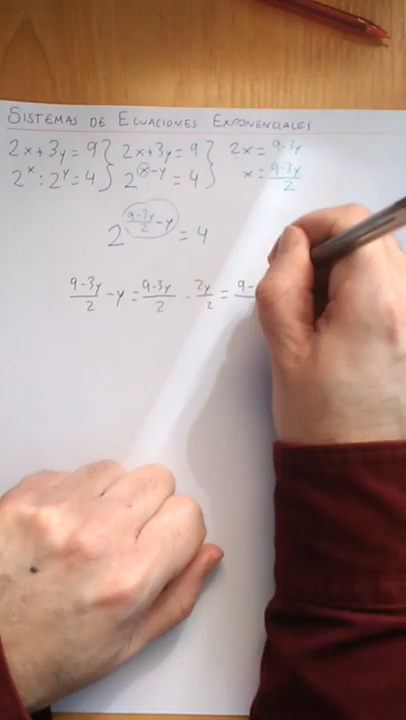 SISTEMAS DE ECUACIONES EXPONENCIALES
2x+3y=9 } 2x+3y=9 } 2x=9-3y
2^x:2^y=4 } 2^(x-y)=4 } x=(9-3y)/2
2^((9-3y)/2 - y) = 4
(9-3y)/2 - y = (9-3y)/2 - 2y/2 = 9-